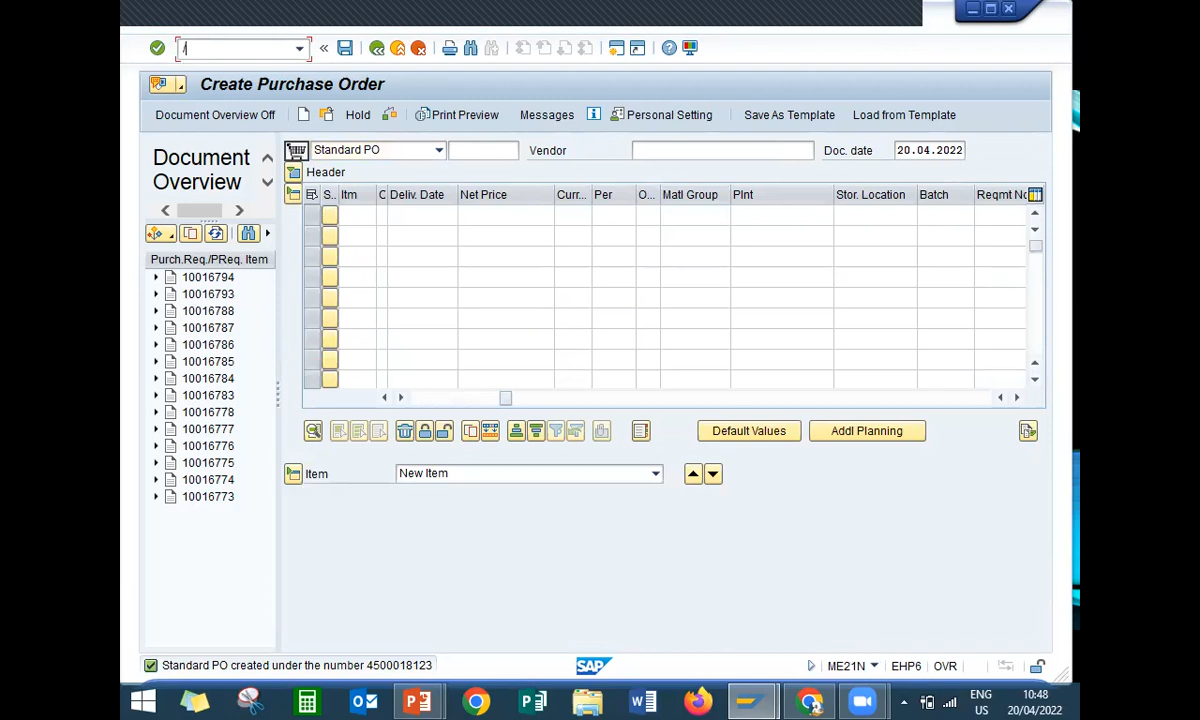 /
Create Purchase Order
Document Overview Off Hold Print Preview Messages Personal Setting Save As Template Load from Template
Document
Overview
Standard PO Vendor Doc. date 20.04.2022
Header
S.. Itm C Deliv. Date Net Price Curr... Per O... Matl Group Plnt Stor. Location Batch Reqmt No
Purch.Req./PReq. Item
10016794
10016793
10016788
10016787
10016786
10016785
10016784
10016783
10016778
10016777
10016776
10016775
10016774
10016773
Default Values Addl Planning
Item New Item
Standard PO created under the number 4500018123
SAP
ME21N EHP6 OVR
ENG
US
10:48
20/04/2022